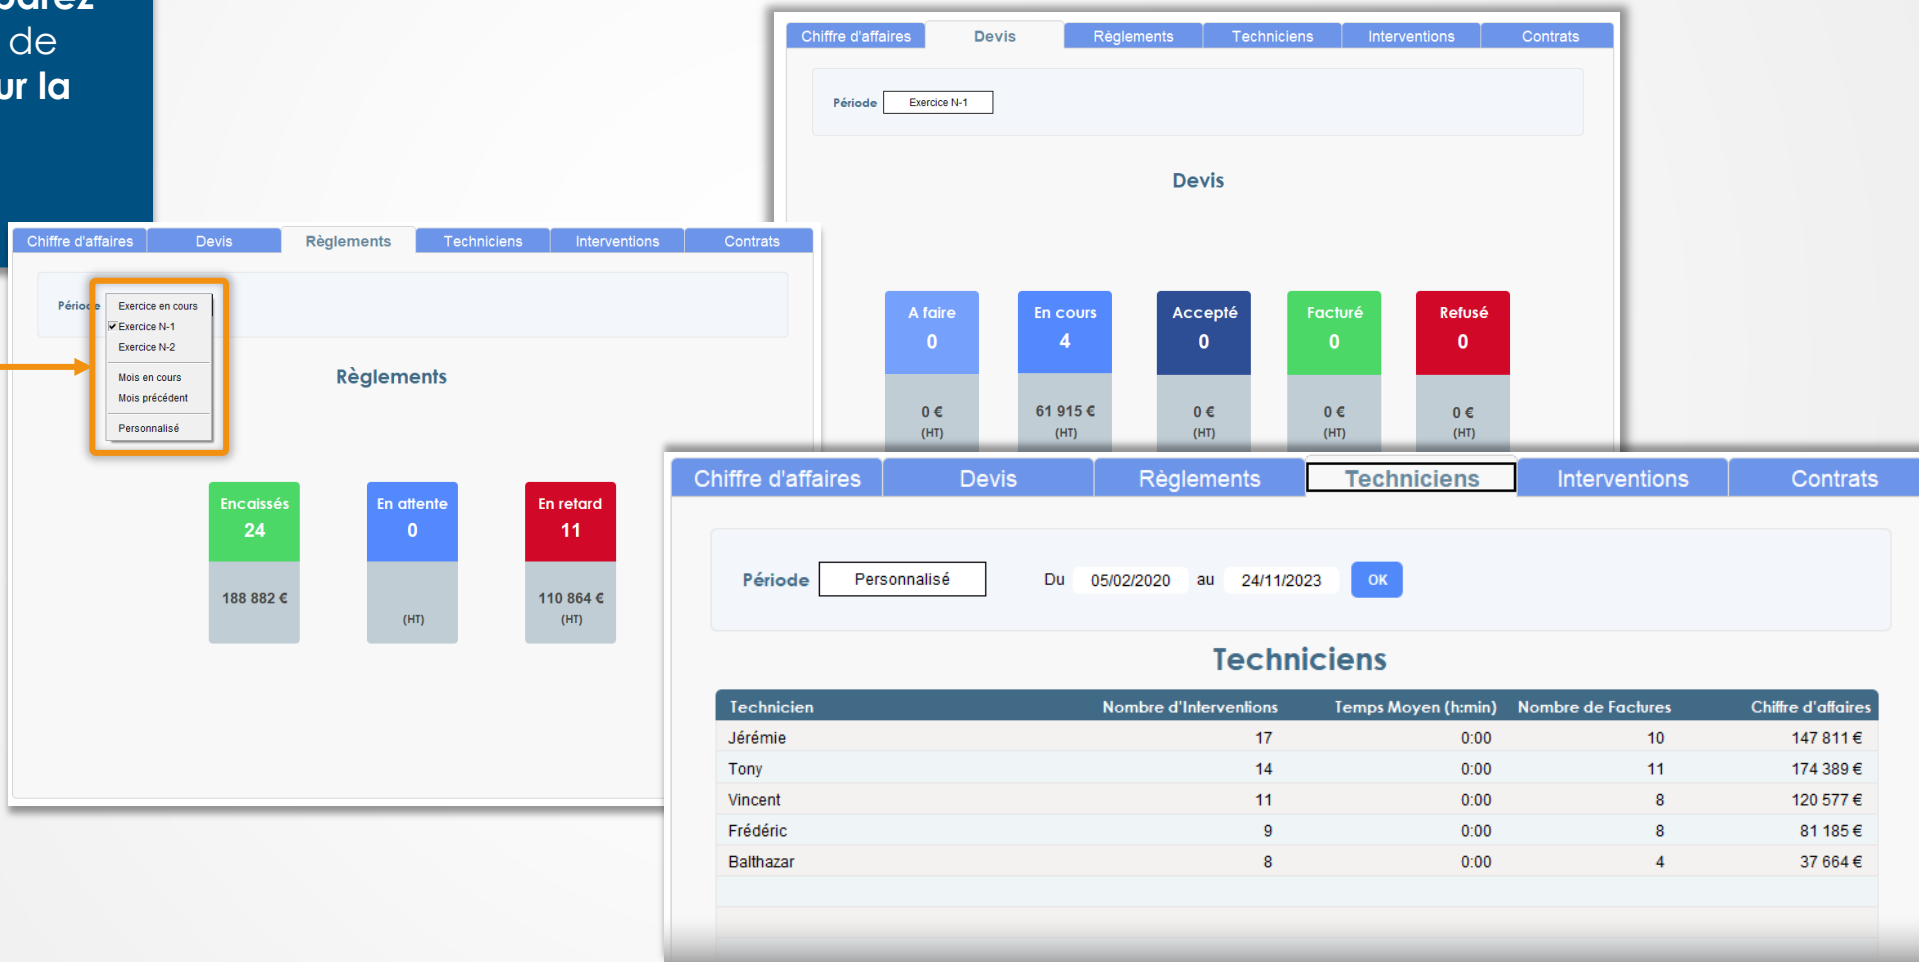 de
ur la
Chiffre d'affaires Devis Règlements Techniciens Interventions Contrats
Période Exercice N-1
Devis
A faire En cours Accepté Facturé Refusé
0 4 0 0 0
0 € 61 915 € 0 € 0 € 0 €
(HT) (HT) (HT) (HT) (HT)
Chiffre d'affaires Devis Règlements Techniciens Interventions Contrats
Période
Exercice en cours
Exercice N-1
Exercice N-2
Mois en cours
Mois précédent
Personnalisé
Règlements
Encaissés En attente En retard
24 0 11
188 882 € 110 864 €
(HT) (HT)
Chiffre d'affaires Devis Règlements Techniciens Interventions Contrats
Période Personnalisé Du 05/02/2020 au 24/11/2023 OK
Techniciens
Technicien Nombre d'Interventions Temps Moyen (h:min) Nombre de Factures Chiffre d'affaires
Jérémie 17 0:00 10 147 811 €
Tony 14 0:00 11 174 389 €
Vincent 11 0:00 8 120 577 €
Frédéric 9 0:00 8 81 185 €
Balthazar 8 0:00 4 37 664 €